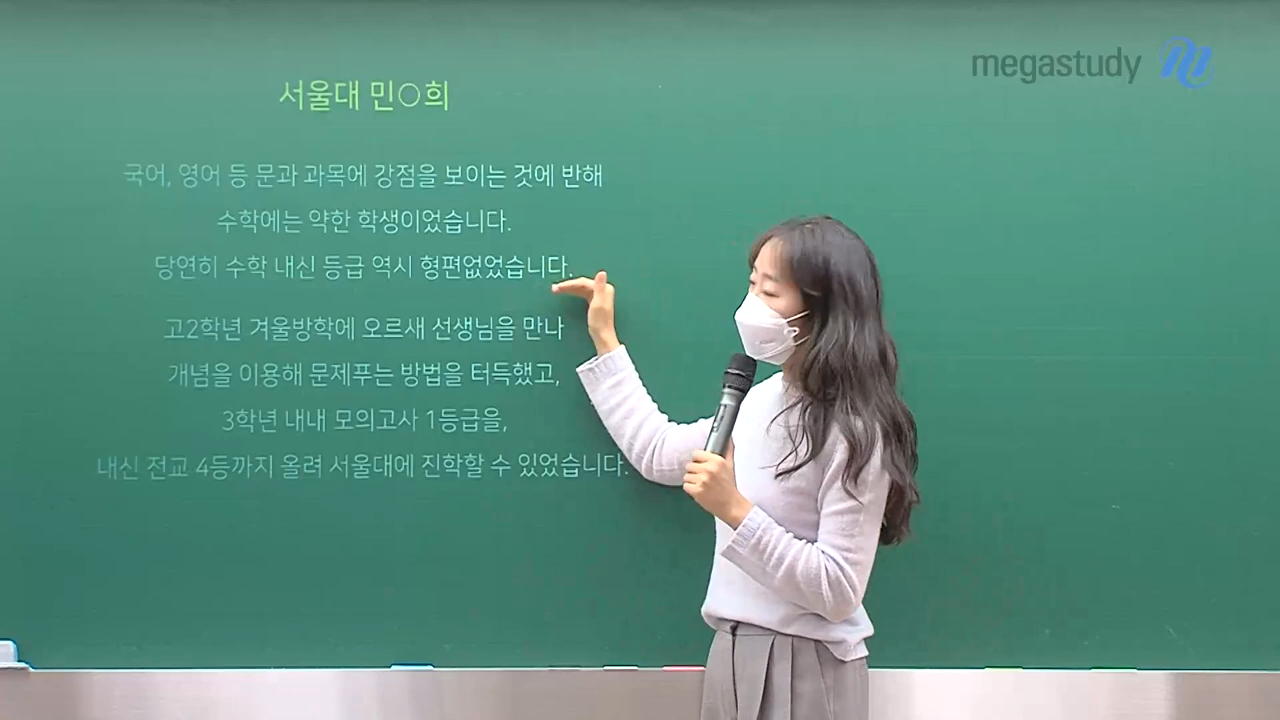 megastudy
서울대 민○희
국어, 영어 등 문과 과목에 강점을 보이는 것에 반해
수학에는 약한 학생이었습니다.
당연히 수학 내신 등급 역시 형편없었습니다.
고2학년 겨울방학에 오르새 선생님을 만나
개념을 이용해 문제푸는 방법을 터득했고,
3학년 내내 모의고사 1등급을,
내신 전교 4등까지 올려 서울대에 진학할 수 있었습니다.